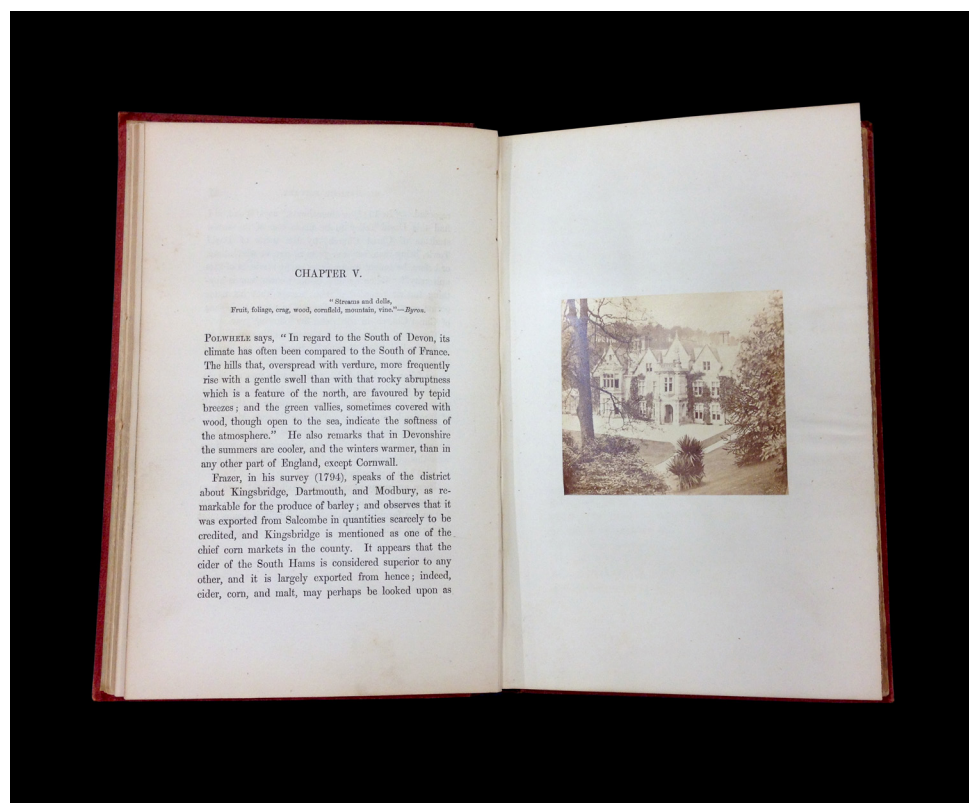 CHAPTER V.
"Streams and dells,
Fruit, foliage, crag, wood, cornfield, mountain, vine."—Byron.
POLWHELE says, "In regard to the South of Devon, its
climate has often been compared to the South of France.
The hills that, overspread with verdure, more frequently
rise with a gentle swell than with that rocky abruptness
which is a feature of the north, are favoured by tepid
breezes; and the green vallies, sometimes covered with
wood, though open to the sea, indicate the softness of
the atmosphere." He also remarks that in Devonshire
the summers are cooler, and the winters warmer, than in
any other part of England, except Cornwall.
Frazer, in his survey (1794), speaks of the district
about Kingsbridge, Dartmouth, and Modbury, as re-
markable for the produce of barley; and observes that it
was exported from Salcombe in quantities scarcely to be
credited, and Kingsbridge is mentioned as one of the
chief corn markets in the county. It appears that the
cider of the South Hams is considered superior to any
other, and it is largely exported from hence; indeed,
cider, corn, and malt, may perhaps be looked upon as